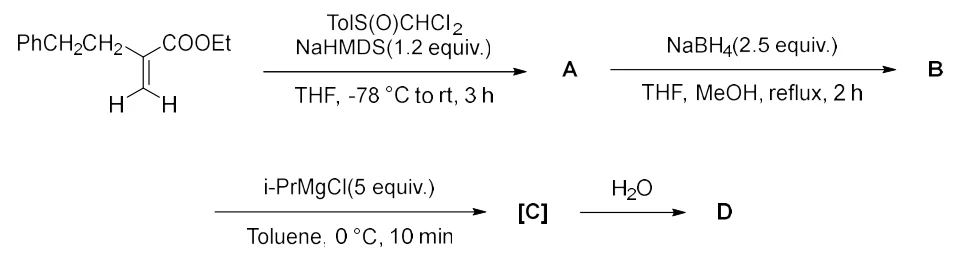 TolS(O)CHCl2
PhCH2CH2 COOEt NaHMDS(1.2 equiv.) NaBH4(2.5 equiv.)
A B
THF, -78 °C to rt, 3 h THF, MeOH, reflux, 2 h
H H
i-PrMgCl(5 equiv.) H2O
[C] D
Toluene, 0 °C, 10 min